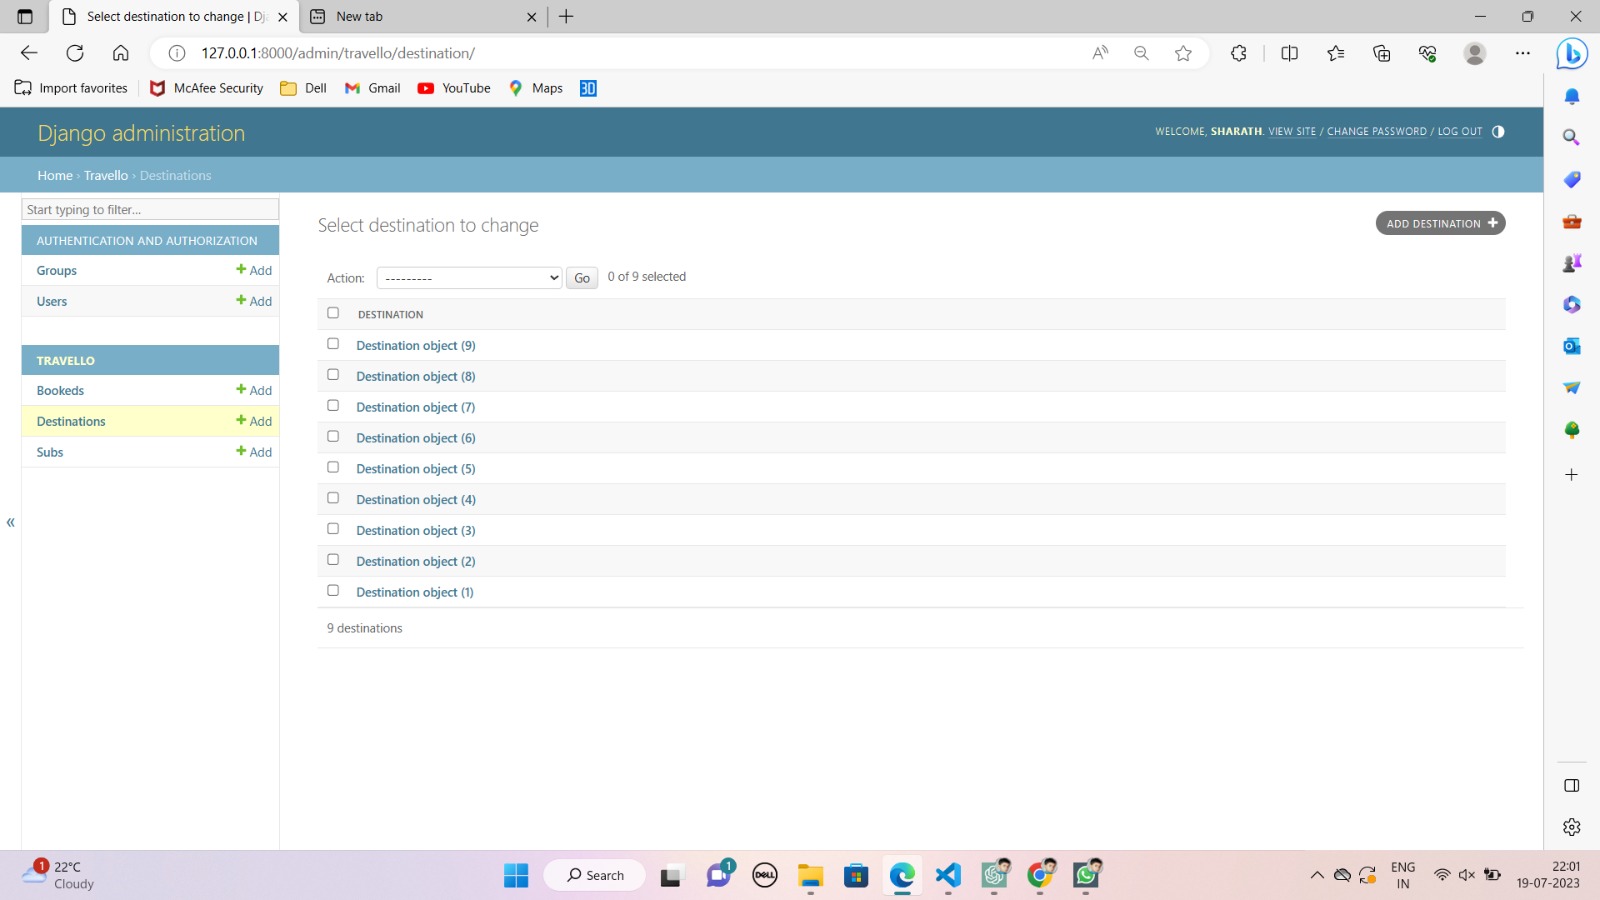 Select destination to change | Dj
New tab
127.0.0.1:8000/admin/travello/destination/
Import favorites
McAfee Security
Dell
Gmail
YouTube
Maps
3D
Django administration
WELCOME, SHARATH. VIEW SITE / CHANGE PASSWORD / LOG OUT
Home › Travello › Destinations
Start typing to filter...
AUTHENTICATION AND AUTHORIZATION
Groups + Add
Users + Add
TRAVELLO
Bookeds + Add
Destinations + Add
Subs + Add
«
Select destination to change
ADD DESTINATION +
Action: --------- Go 0 of 9 selected
DESTINATION
Destination object (9)
Destination object (8)
Destination object (7)
Destination object (6)
Destination object (5)
Destination object (4)
Destination object (3)
Destination object (2)
Destination object (1)
9 destinations
1
22°C
Cloudy
Search
1
DELL
ENG
IN
22:01
19-07-2023